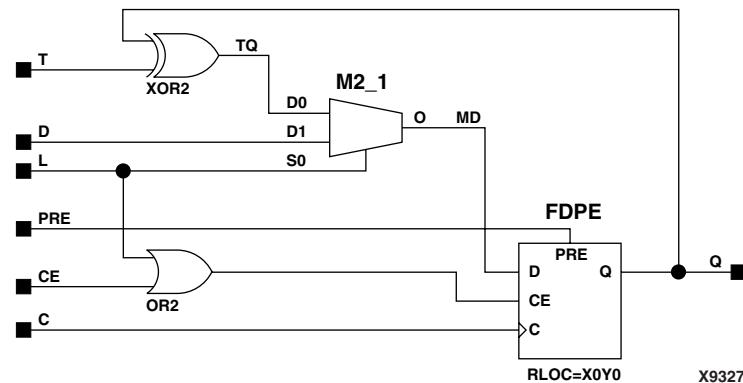 T
TQ
XOR2
M2_1
D0
O
MD
D
D1
L
S0
PRE
FDPE
PRE
CE
OR2
D
Q
Q
CE
C
C
RLOC=X0Y0
X9327